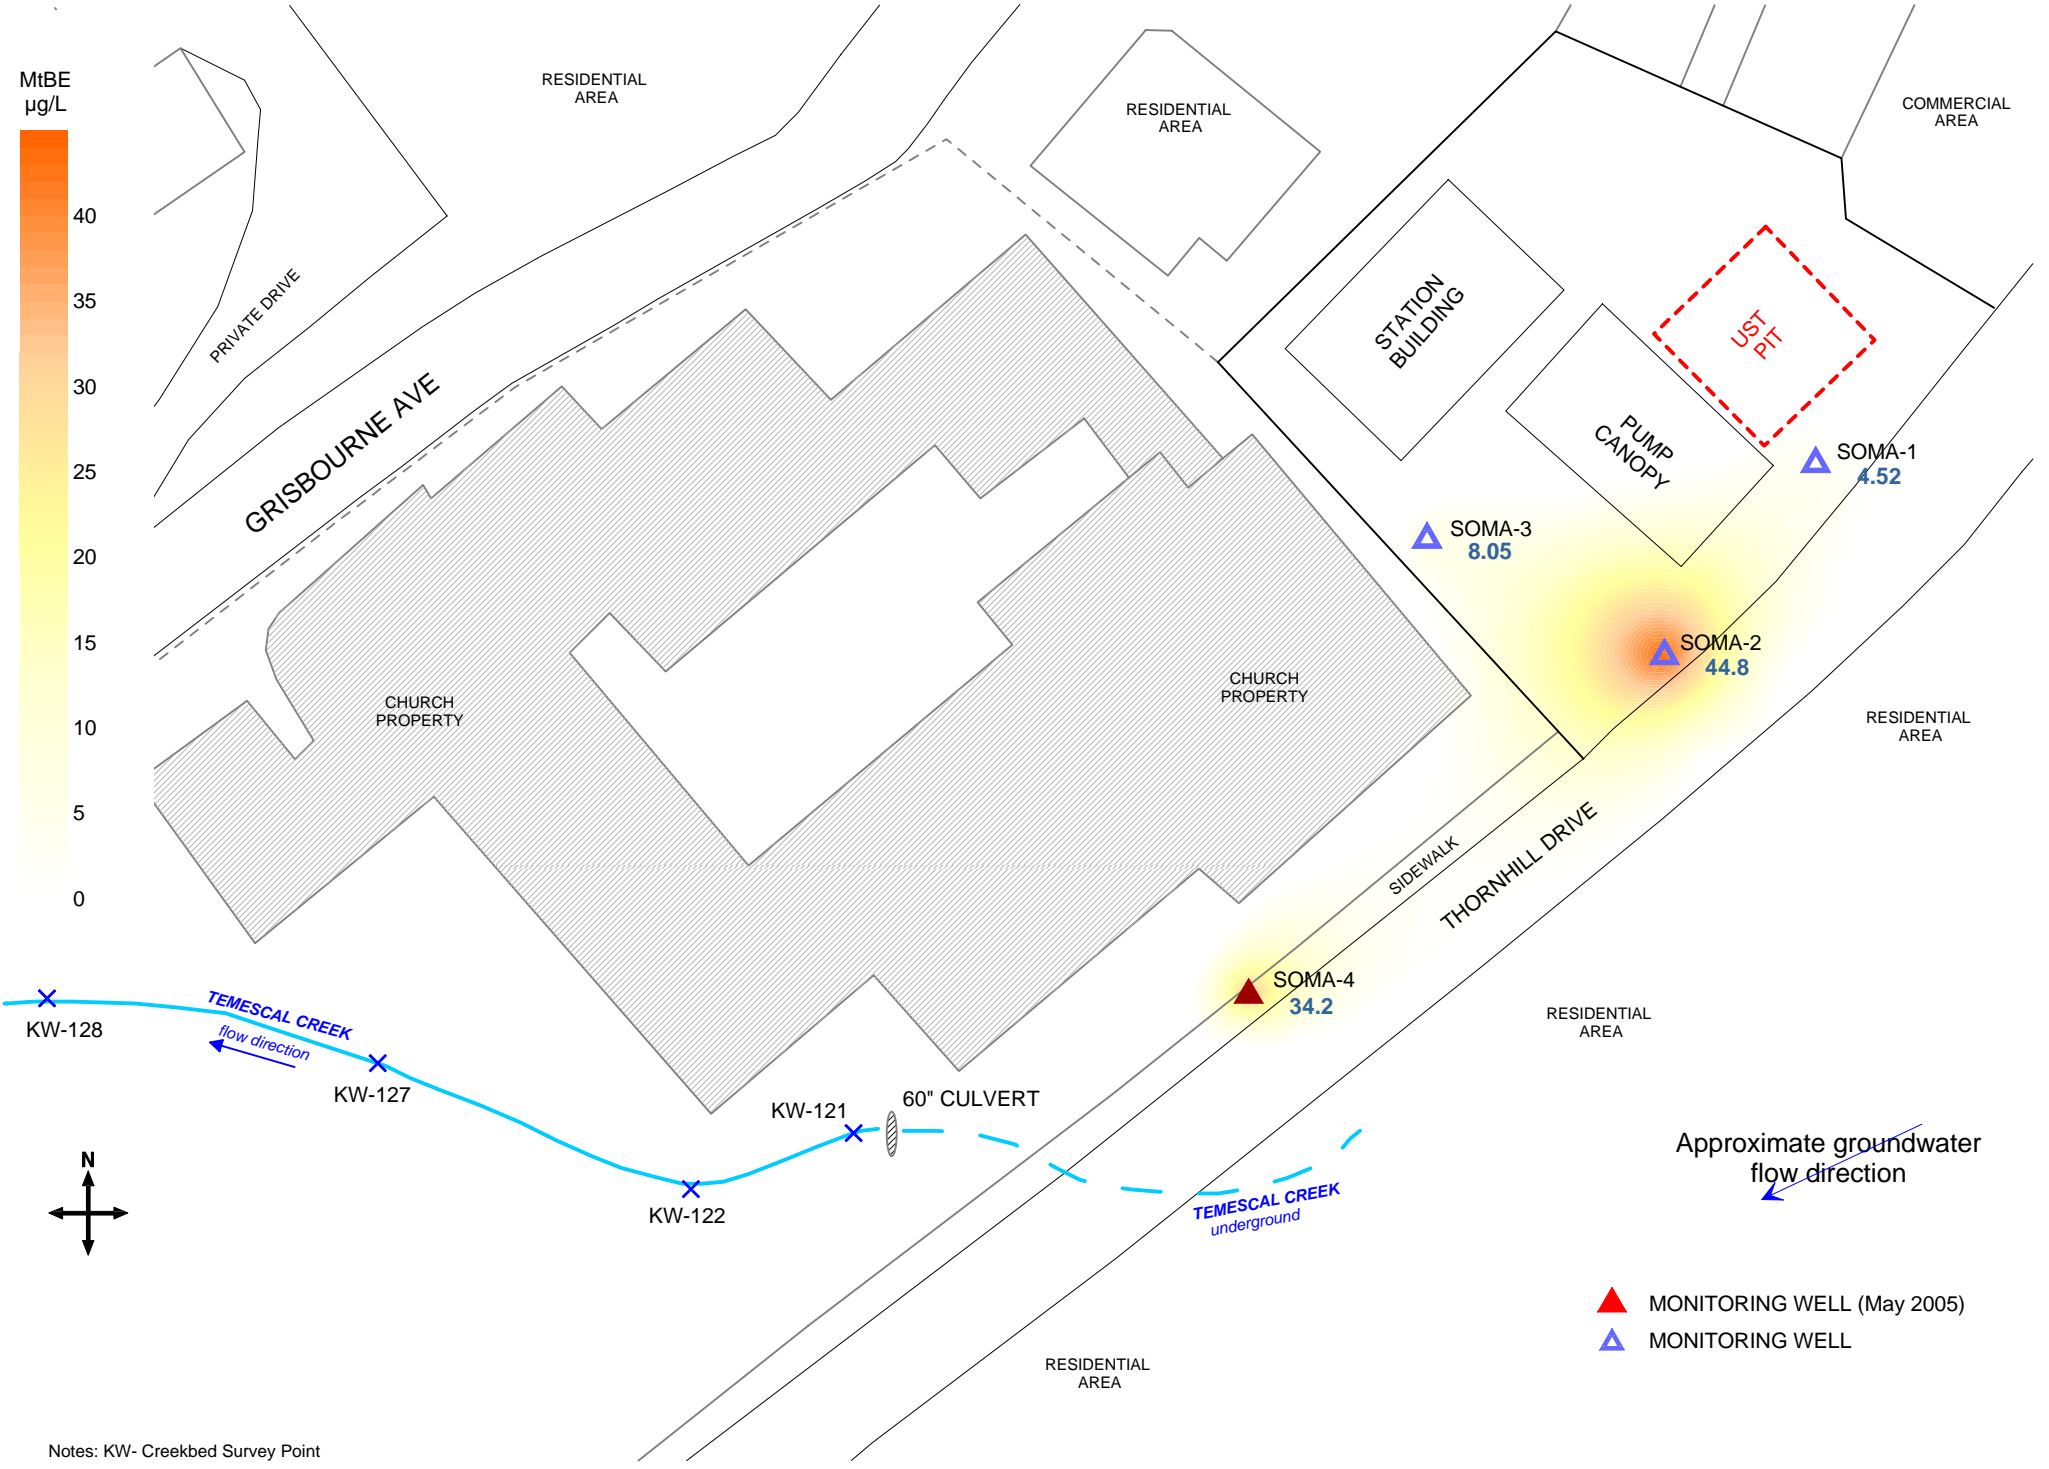 MtBE
µg/L
40
35
30
25
20
15
10
5
0
RESIDENTIAL
AREA
RESIDENTIAL
AREA
COMMERCIAL
AREA
PRIVATE DRIVE
GRISBOURNE AVE
STATION
BUILDING
UST
PIT
PUMP
CANOPY
SOMA-1
4.52
SOMA-3
8.05
SOMA-2
44.8
CHURCH
PROPERTY
CHURCH
PROPERTY
RESIDENTIAL
AREA
SIDEWALK
THORNHILL DRIVE
SOMA-4
34.2
RESIDENTIAL
AREA
TEMESCAL CREEK
flow direction
KW-128
KW-127
KW-121
60" CULVERT
KW-122
TEMESCAL CREEK
underground
Approximate groundwater
flow direction
N
MONITORING WELL (May 2005)
MONITORING WELL
RESIDENTIAL
AREA
Notes: KW- Creekbed Survey Point